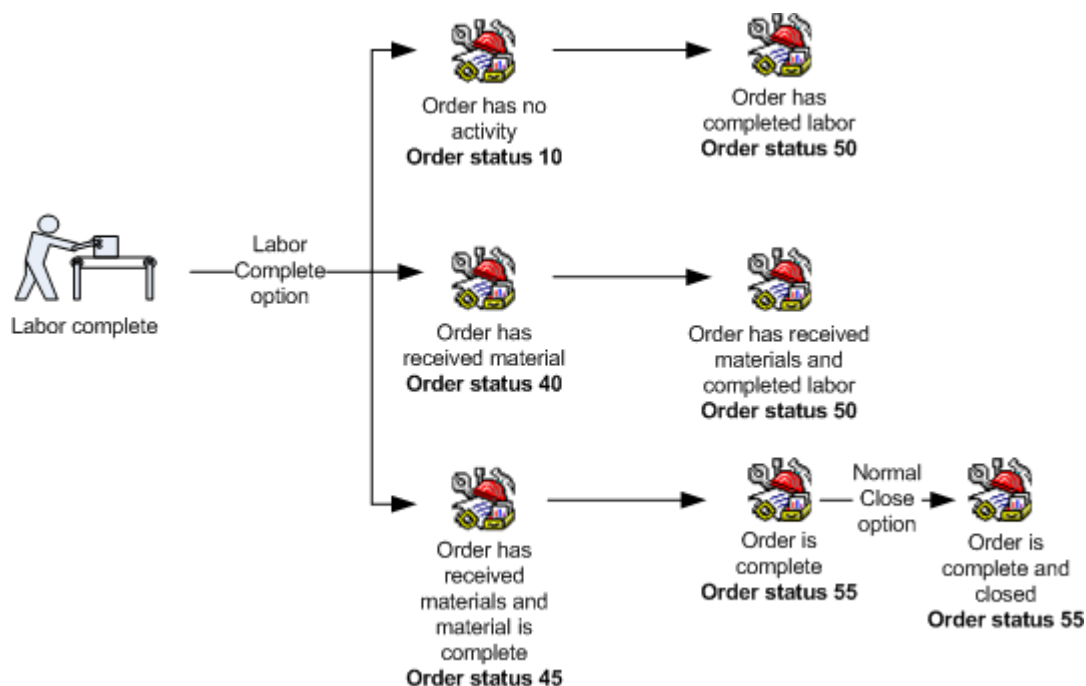 Labor complete
Labor
Complete
option
Order has no
activity
Order status 10
Order has
completed labor
Order status 50
Order has
received material
Order status 40
Order has received
materials and
completed labor
Order status 50
Order has
received
materials and
material is
complete
Order status 45
Order is
complete
Order status 55
Normal
Close
option
Order is
complete and
closed
Order status 55